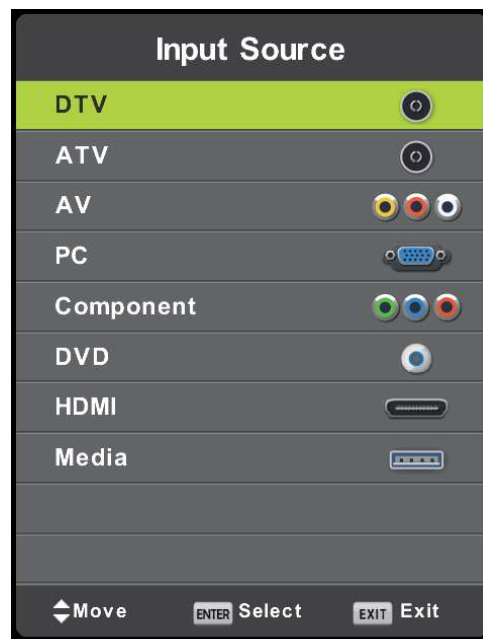 Input Source
DTV
ATV
AV
PC
Component
DVD
HDMI
Media
Move ENTER Select EXIT Exit